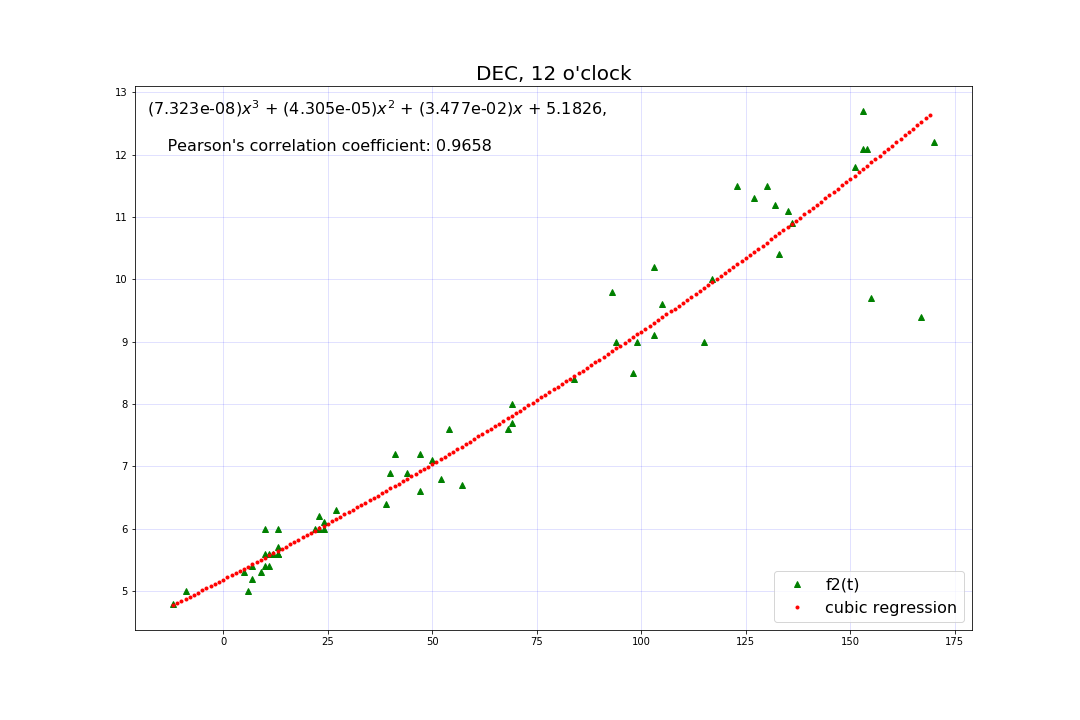 DEC, 12 o'clock
(7.323e-08)x³ + (4.305e-05)x² + (3.477e-02)x + 5.1826,
Pearson's correlation coefficient: 0.9658
13
12
11
10
9
8
7
6
5
0 25 50 75 100 125 150 175
f2(t)
cubic regression